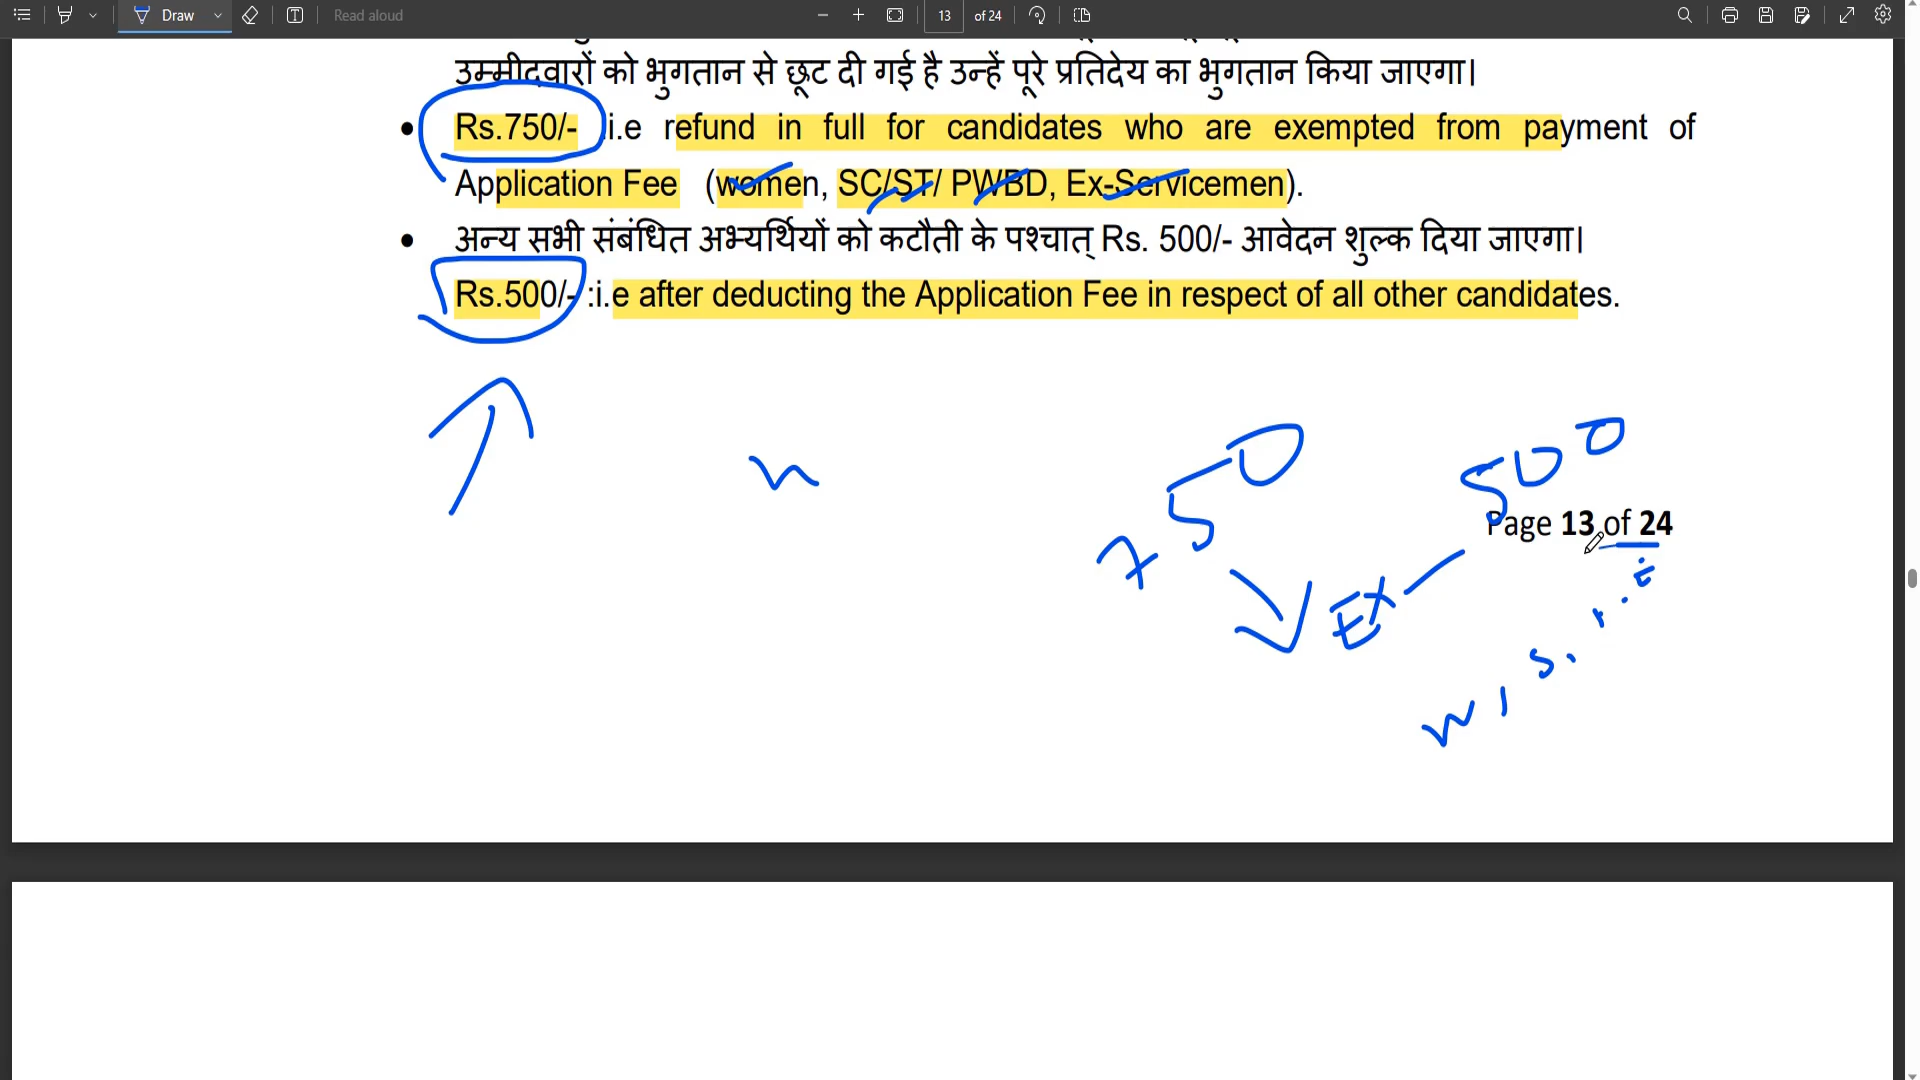 Draw
Read aloud
13 of 24
उम्मीदवारों को भुगतान से छूट दी गई है उन्हें पूरे प्रतिदेय का भुगतान किया जाएगा।
Rs.750/- :i.e refund in full for candidates who are exempted from payment of
Application Fee (women, SC/ST/ PWBD, Ex-Servicemen).
अन्य सभी संबंधित अभ्यर्थियों को कटौती के पश्चात् Rs. 500/- आवेदन शुल्क दिया जाएगा।
Rs.500/- :i.e after deducting the Application Fee in respect of all other candidates.
750
500
Page 13 of 24
Ex